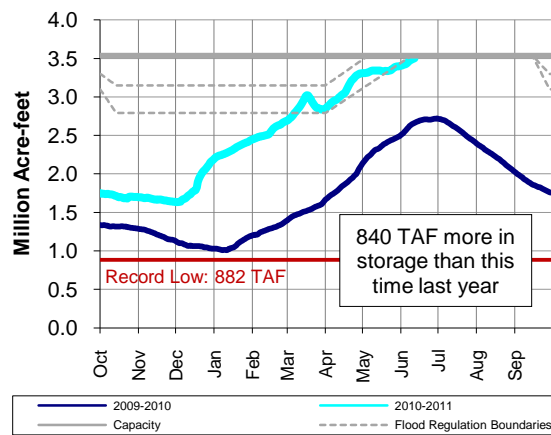 4.0
3.5
3.0
2.5
2.0
1.5
1.0
0.5
0.0
Million Acre-feet
840 TAF more in
storage than this
time last year
Record Low: 882 TAF
Oct Nov Dec Jan Feb Mar Apr May Jun Jul Aug Sep
2009-2010 2010-2011
Capacity Flood Regulation Boundaries